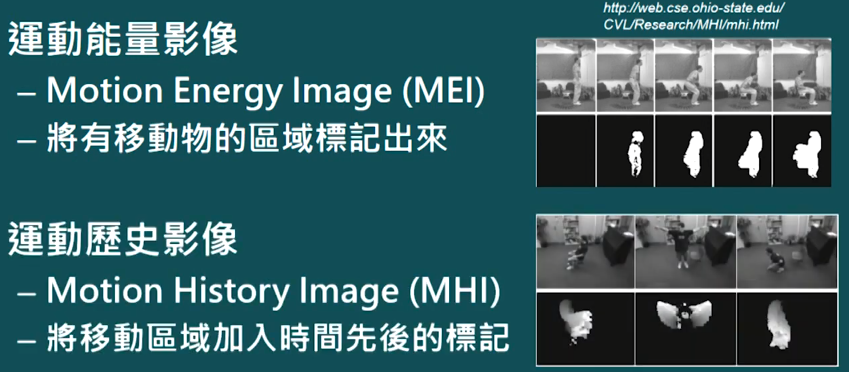 http://web.cse.ohio-state.edu/
CVL/Research/MHI/mhi.html
運動能量影像
– Motion Energy Image (MEI)
– 將有移動物的區域標記出來
運動歷史影像
– Motion History Image (MHI)
– 將移動區域加入時間先後的標記